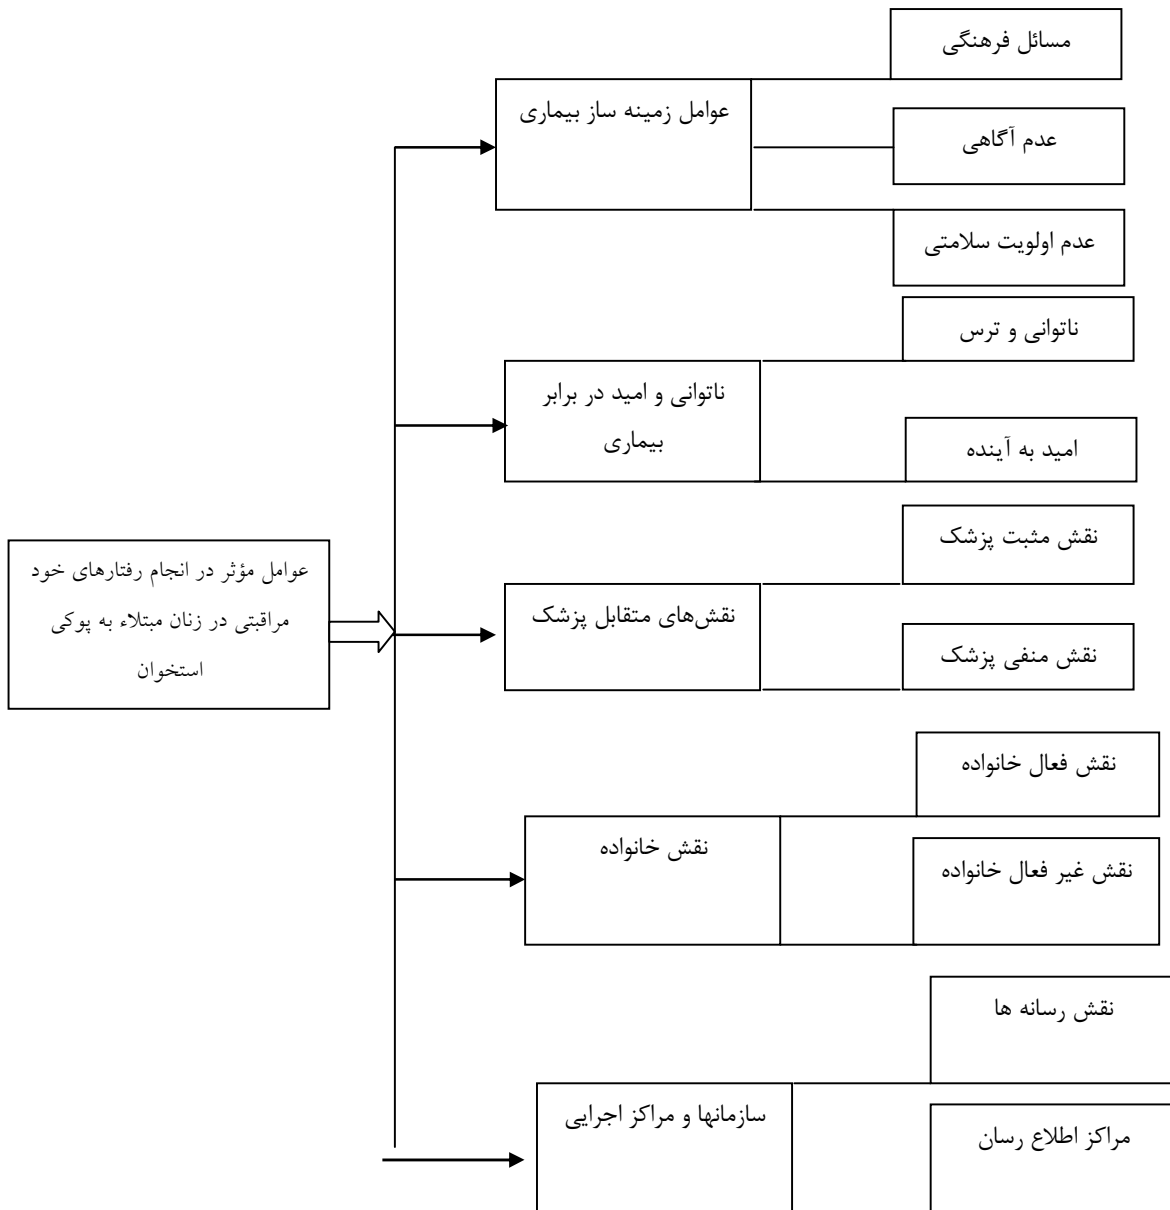 مسائل فرهنگی
عوامل زمینه ساز بیماری
عدم آگاهی
عدم اولویت سلامتی
ناتوانی و ترس
ناتوانی و امید در برابر
بیماری
امید به آینده
نقش مثبت پزشک
عوامل مؤثر در انجام رفتارهای خود
مراقبتی در زنان مبتلاء به پوکی
استخوان
نقش‌های متقابل پزشک
نقش منفی پزشک
نقش فعال خانواده
نقش خانواده
نقش غیر فعال خانواده
نقش رسانه ها
سازمانها و مراکز اجرایی
مراکز اطلاع رسان